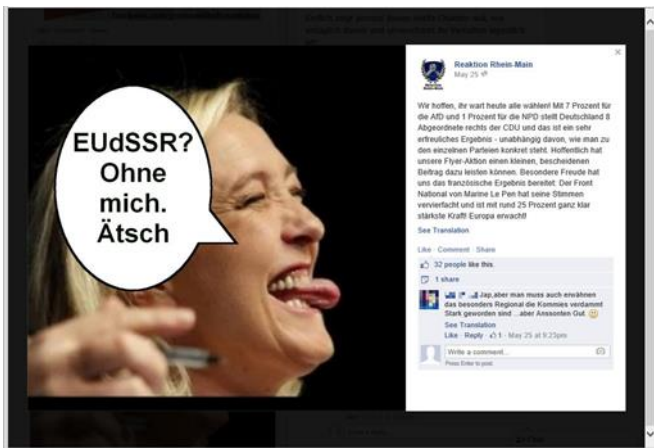 EUdSSR?
Ohne
mich.
Ätsch
Reaktion Rhein-Main
May 25
Wir hoffen, ihr wart heute alle wählen! Mit 7 Prozent für
die AfD und 1 Prozent für die NPD stellt Deutschland 8
Abgeordnete rechts der CDU und das ist ein sehr
erfreuliches Ergebnis - unabhängig davon, wie man zu
den einzelnen Parteien konkret steht. Hoffentlich hat
unsere Flyer-Aktion einen kleinen, bescheidenen
Beitrag dazu leisten können. Besondere Freude hat
uns das französische Ergebnis bereitet: Der Front
National von Marine Le Pen hat seine Stimmen
vervierfacht und ist mit rund 25 Prozent ganz klar
stärkste Kraft! Europa erwacht!
See Translation
Like · Comment · Share
32 people like this.
1 share
Jap,aber man muss auch erwähnen
das besonders Regional die Kommies verdammt
Stark geworden sind ...aber Anssonten Gut.
See Translation
Like · Reply · 1 · May 25 at 9:25pm
Write a comment...
Press Enter to post.